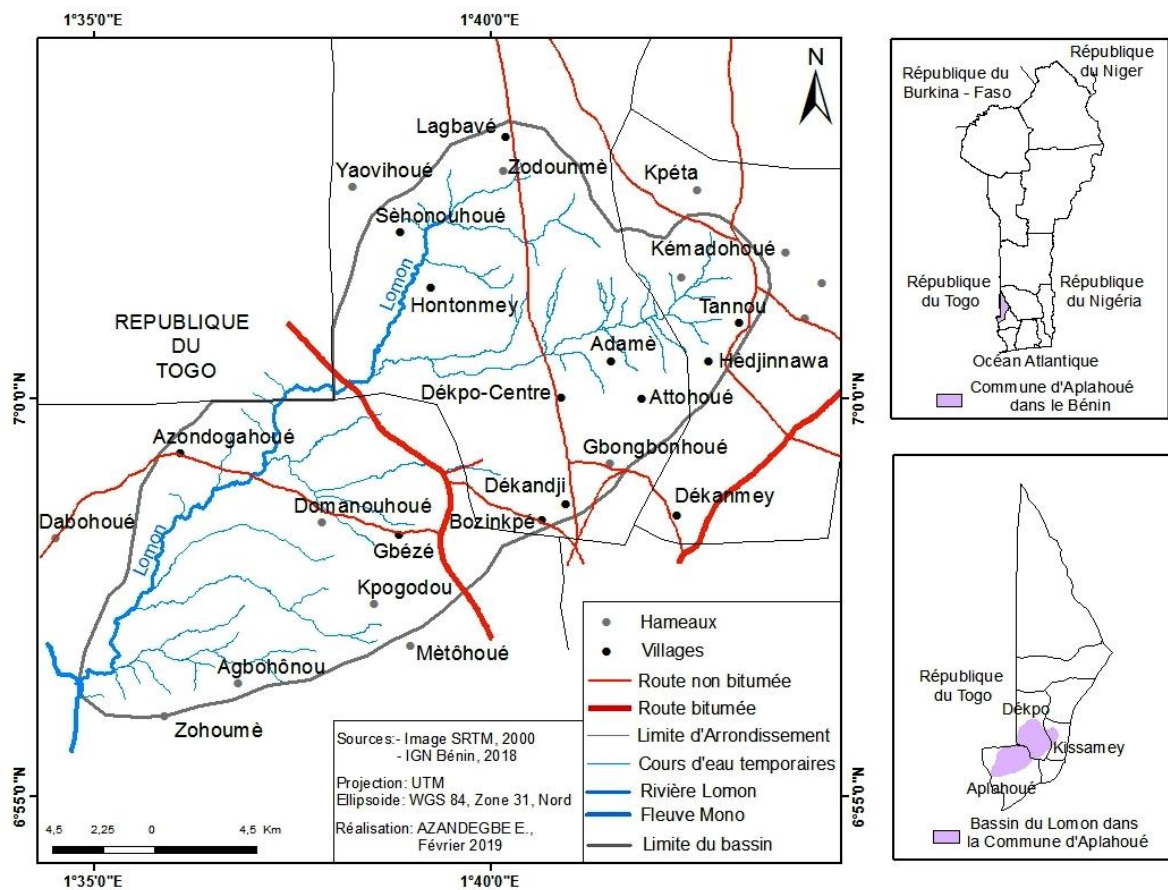 1°35'0"E
1°40'0"E
N
Lagbavé
Zodounmè
Yaovihoué
Kpéta
Sèhonouhoué
Kémadohoué
Lomon
Hontonmey
Tannou
REPUBLIQUE
DU
TOGO
Adamè
Hédjinnawa
Dékpo-Centre
Attohoué
7°0'0"N
7°0'0"N
Azondogahoué
Gbongbonhoué
Dékandji
Domanouhoué
Dékanmey
Dabohoué
Bozinkpé
Lomon
Gbézé
Kpogodou
Mètôhoué
Agbohônou
Zohoumè
Hameaux
Villages
Route non bitumée
Route bitumée
Limite d'Arrondissement
Cours d'eau temporaires
Rivière Lomon
Fleuve Mono
Limite du bassin
Sources:- Image SRTM, 2000
- IGN Bénin, 2018
Projection: UTM
Ellipsoide: WGS 84, Zone 31, Nord
Réalisation: AZANDEGBE E.,
Février 2019
6°55'0"N
6°55'0"N
4,5 2,25 0 4,5 Km
1°35'0"E
1°40'0"E
République
du Niger
République du
Burkina - Faso
République
du Togo
République
du Nigéria
Océan Atlantique
Commune d'Aplahoué
dans le Bénin
République
du Togo
Dékpo
Kissamey
Aplahoué
Bassin du Lomon dans
la Commune d'Aplahoué